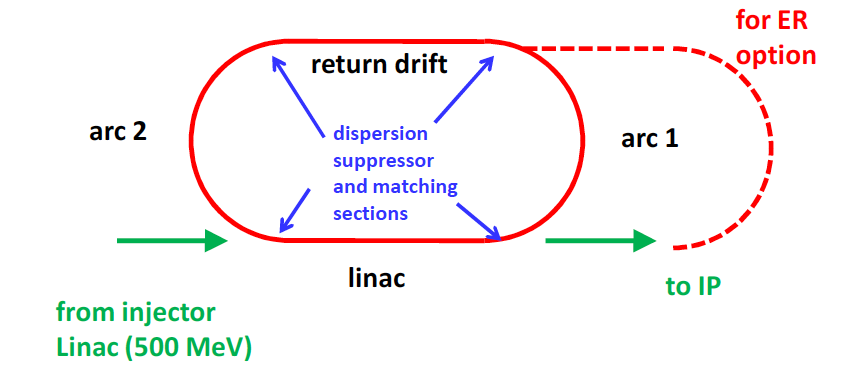 for ER
option
return drift
arc 2
dispersion
suppressor
and matching
sections
arc 1
linac
to IP
from injector
Linac (500 MeV)